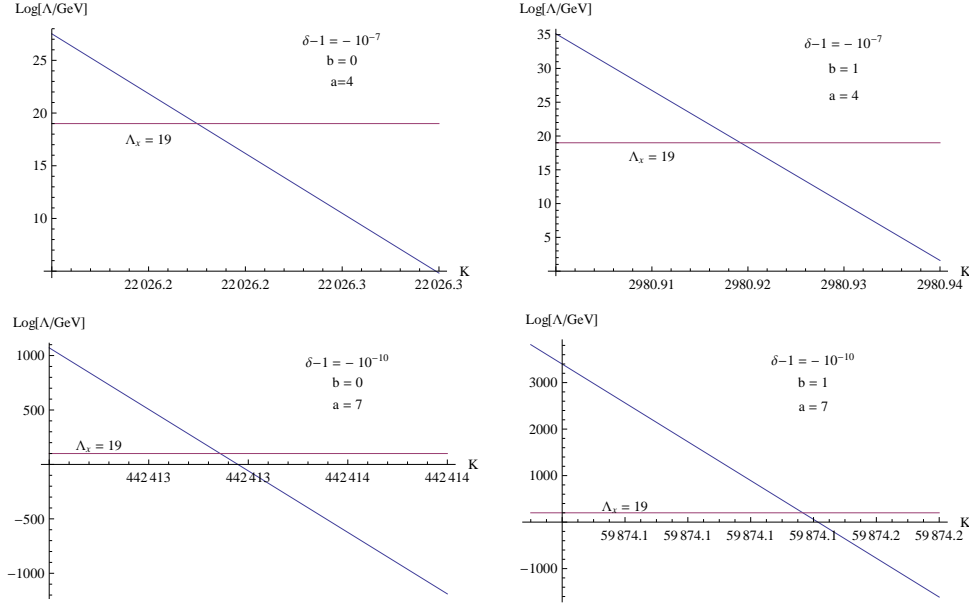 Log[Λ/GeV]
δ−1 = − 10⁻⁷
b = 0
a=4
Λₓ = 19
25
20
15
10
K
22 026.2 22 026.2 22 026.3 22 026.3
Log[Λ/GeV]
δ−1 = − 10⁻⁷
b = 1
a = 4
Λₓ = 19
35
30
25
20
15
10
5
K
2980.91 2980.92 2980.93 2980.94
Log[Λ/GeV]
δ−1 = − 10⁻¹⁰
b = 0
a = 7
Λₓ = 19
1000
500
−500
−1000
K
442 413 442 413 442 414 442 414
Log[Λ/GeV]
δ−1 = − 10⁻¹⁰
b = 1
a = 7
Λₓ = 19
3000
2000
1000
0
−1000
K
59 874.1 59 874.1 59 874.1 59 874.1 59 874.2 59 874.2